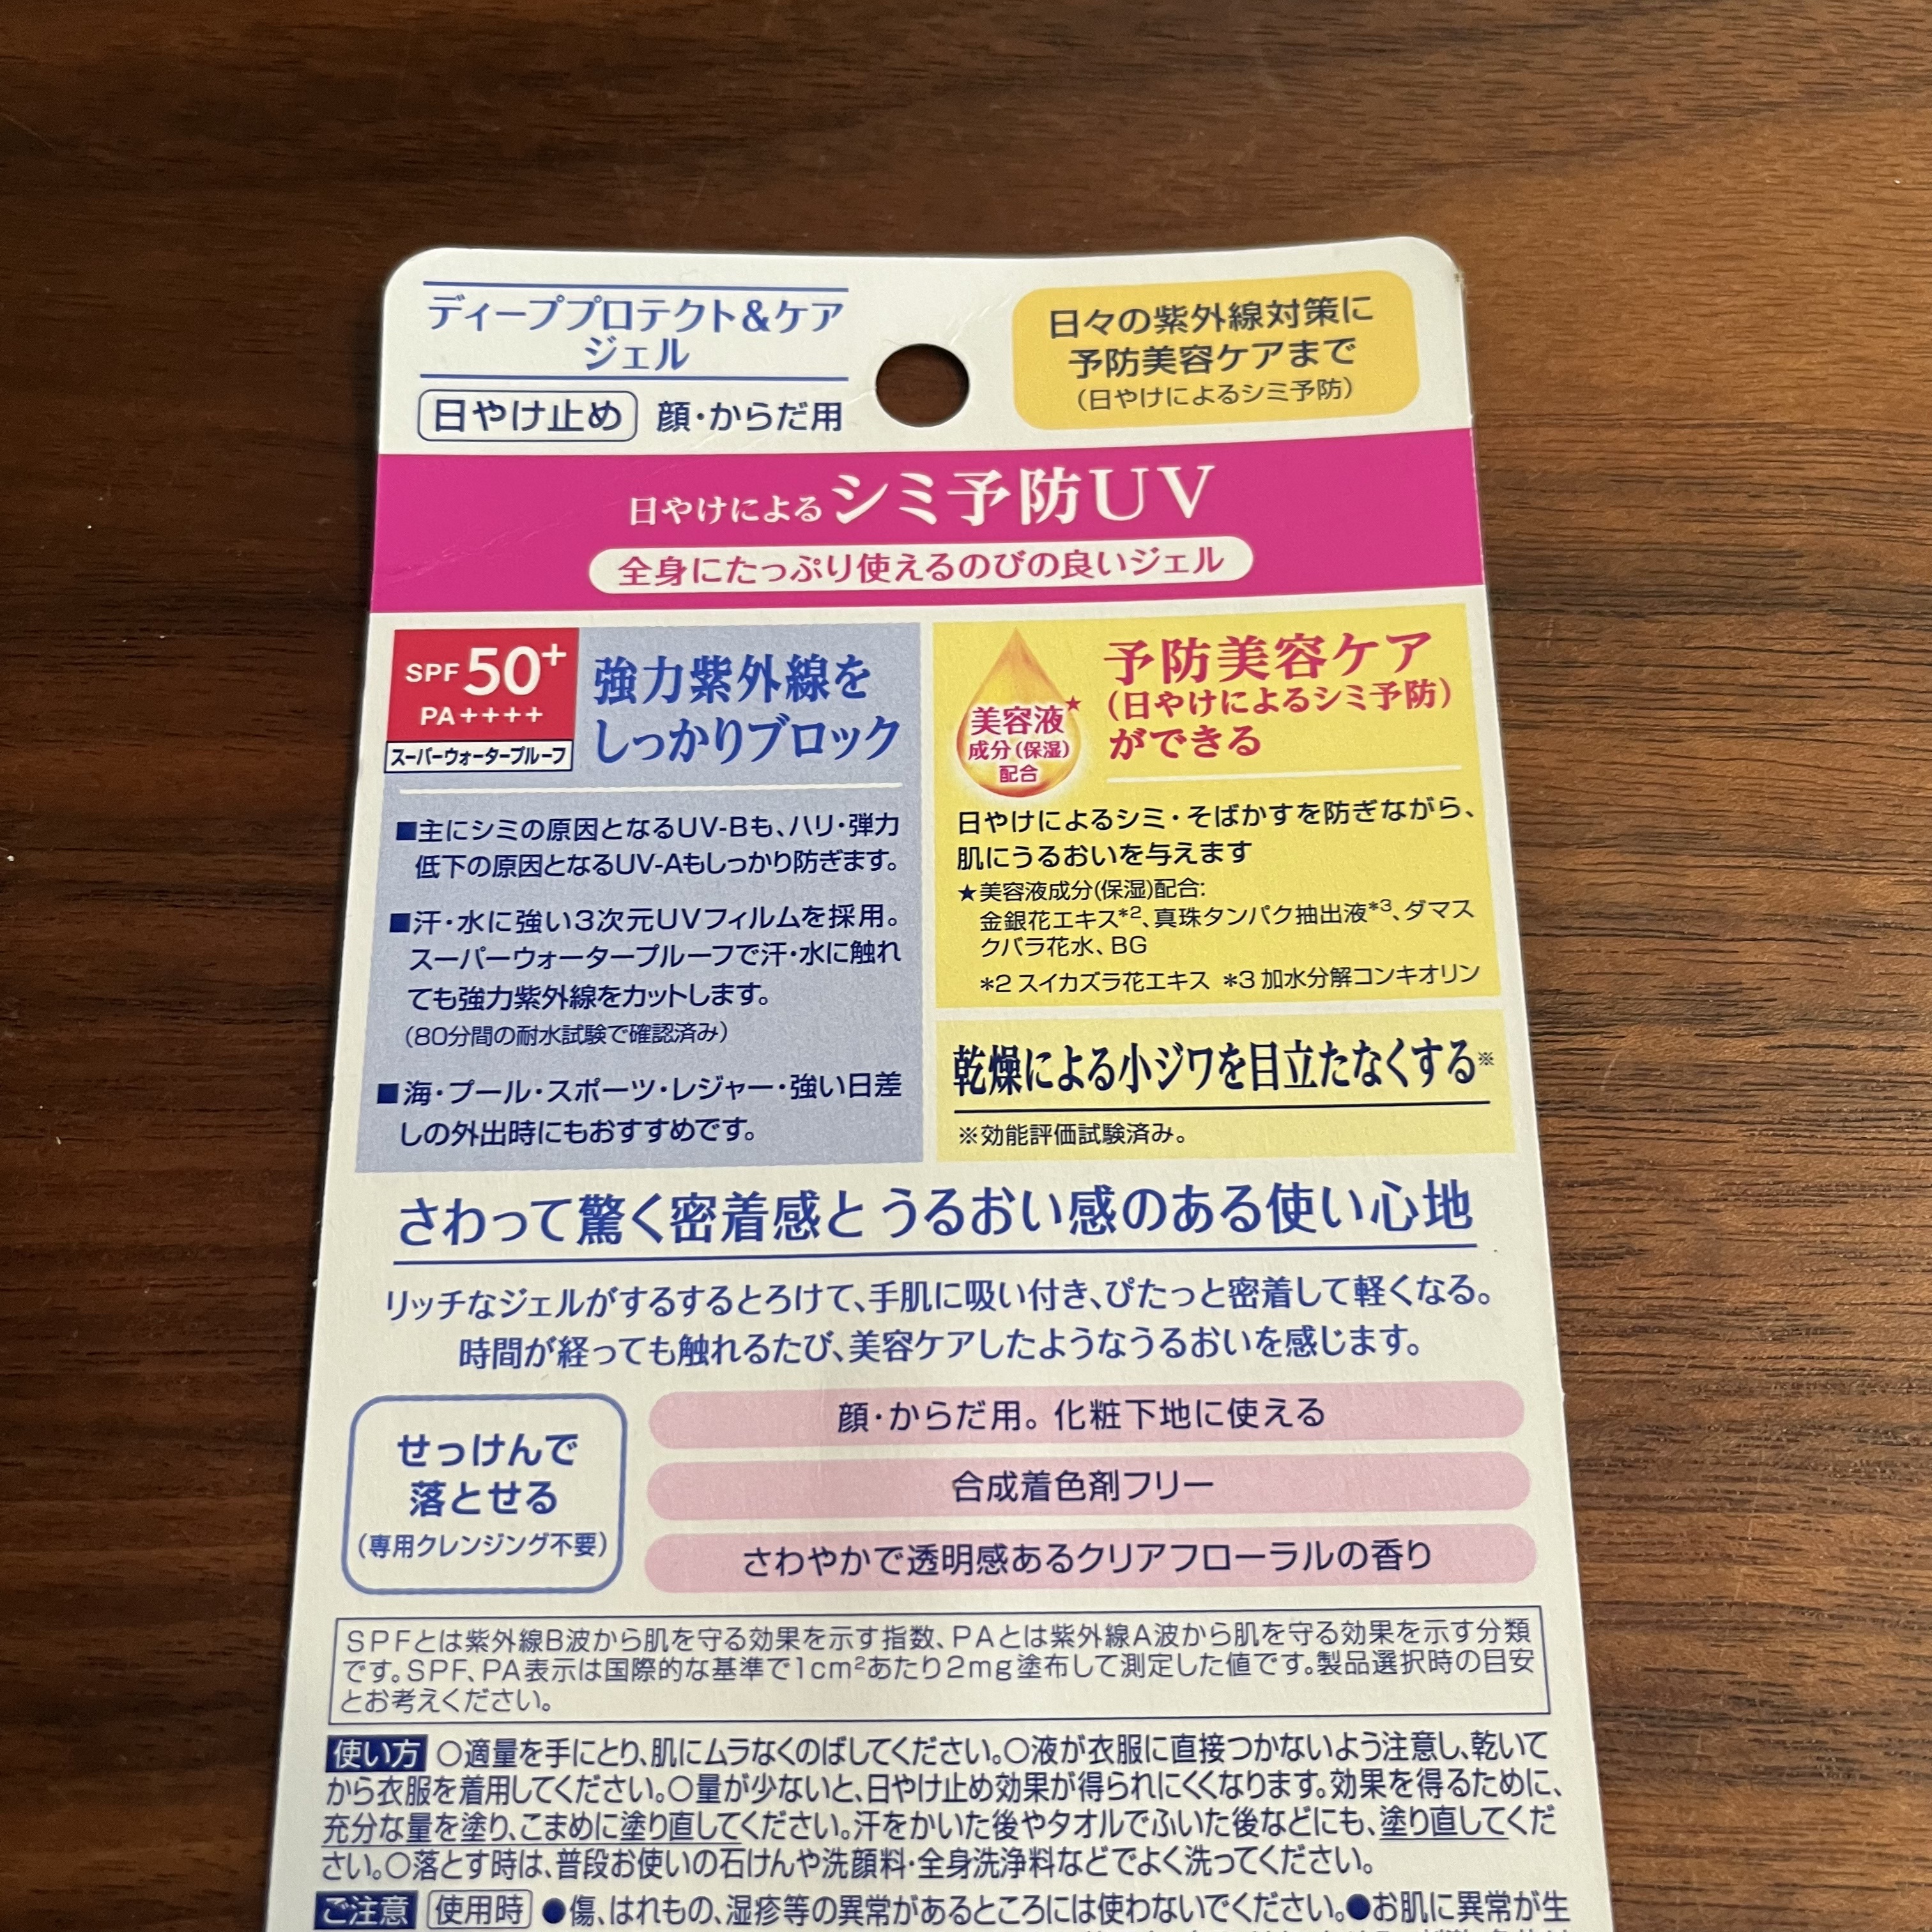 ディーププロテクト&ケア
ジェル
日やけ止め 顔・からだ用
日々の紫外線対策に
予防美容ケアまで
(日やけによるシミ予防)
日やけによるシミ予防UV
全身にたっぷり使えるのびの良いジェル
SPF50+
PA++++
スーパーウォータープルーフ
強力紫外線を
しっかりブロック
■主にシミの原因となるUV-Bも、ハリ・弾力
低下の原因となるUV-Aもしっかり防ぎます。
■汗・水に強い3次元UVフィルムを採用。
スーパーウォータープルーフで汗・水に触れ
ても強力紫外線をカットします。
(80分間の耐水試験で確認済み)
■海・プール・スポーツ・レジャー・強い日差
しの外出時にもおすすめです。
美容液★
成分(保湿)
配合
予防美容ケア
(日やけによるシミ予防)
ができる
日やけによるシミ・そばかすを防ぎながら、
肌にうるおいを与えます
★美容液成分(保湿)配合:
金銀花エキス*2、真珠タンパク抽出液*3、ダマス
クバラ花水、BG
*2 スイカズラ花エキス *3 加水分解コンキオリン
乾燥による小ジワを目立たなくする※
※効能評価試験済み。
さわって驚く密着感と うるおい感のある使い心地
リッチなジェルがするするとろけて、手肌に吸い付き、ぴたっと密着して軽くなる。
時間が経っても触れるたび、美容ケアしたようなうるおいを感じます。
せっけんで
落とせる
(専用クレンジング不要)
顔・からだ用。化粧下地に使える
合成着色剤フリー
さわやかで透明感あるクリアフローラルの香り
SPFとは紫外線B波から肌を守る効果を示す指数、PAとは紫外線A波から肌を守る効果を示す分類
です。SPF、PA表示は国際的な基準で1cm²あたり2mg塗布して測定した値です。製品選択時の目安
とお考えください。
使い方 ○適量を手にとり、肌にムラなくのばしてください。○液が衣服に直接つかないよう注意し、乾いて
から衣服を着用してください。○量が少ないと、日やけ止め効果が得られにくくなります。効果を得るために、
充分な量を塗り、こまめに塗り直してください。汗をかいた後やタオルでふいた後などにも、塗り直してくだ
さい。○落とす時は、普段お使いの石けんや洗顔料・全身洗浄料などでよく洗ってください。
ご注意 使用時 ●傷、はれもの、湿疹等の異常があるところには使わないでください。●お肌に異常が生